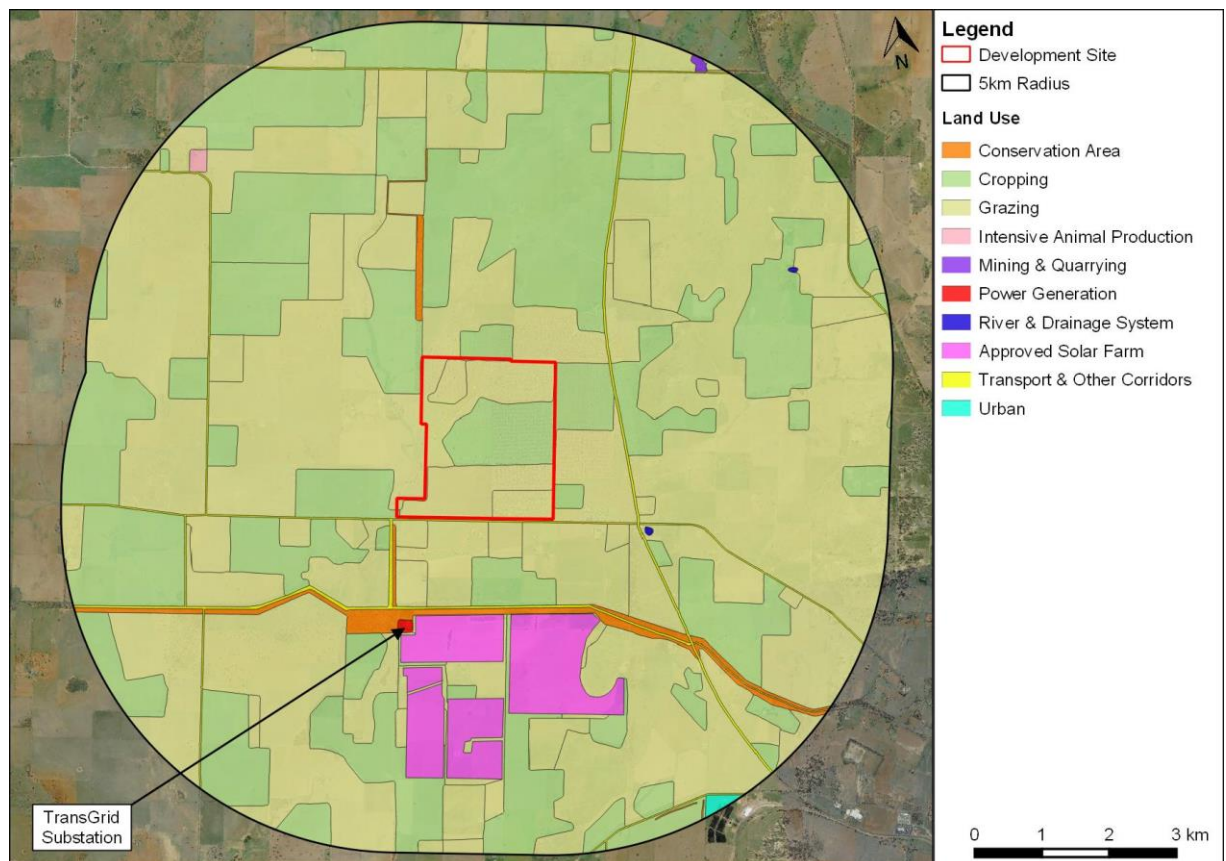 Legend
Development Site
5km Radius
Land Use
Conservation Area
Cropping
Grazing
Intensive Animal Production
Mining & Quarrying
Power Generation
River & Drainage System
Approved Solar Farm
Transport & Other Corridors
Urban
N
TransGrid
Substation
0 1 2 3 km